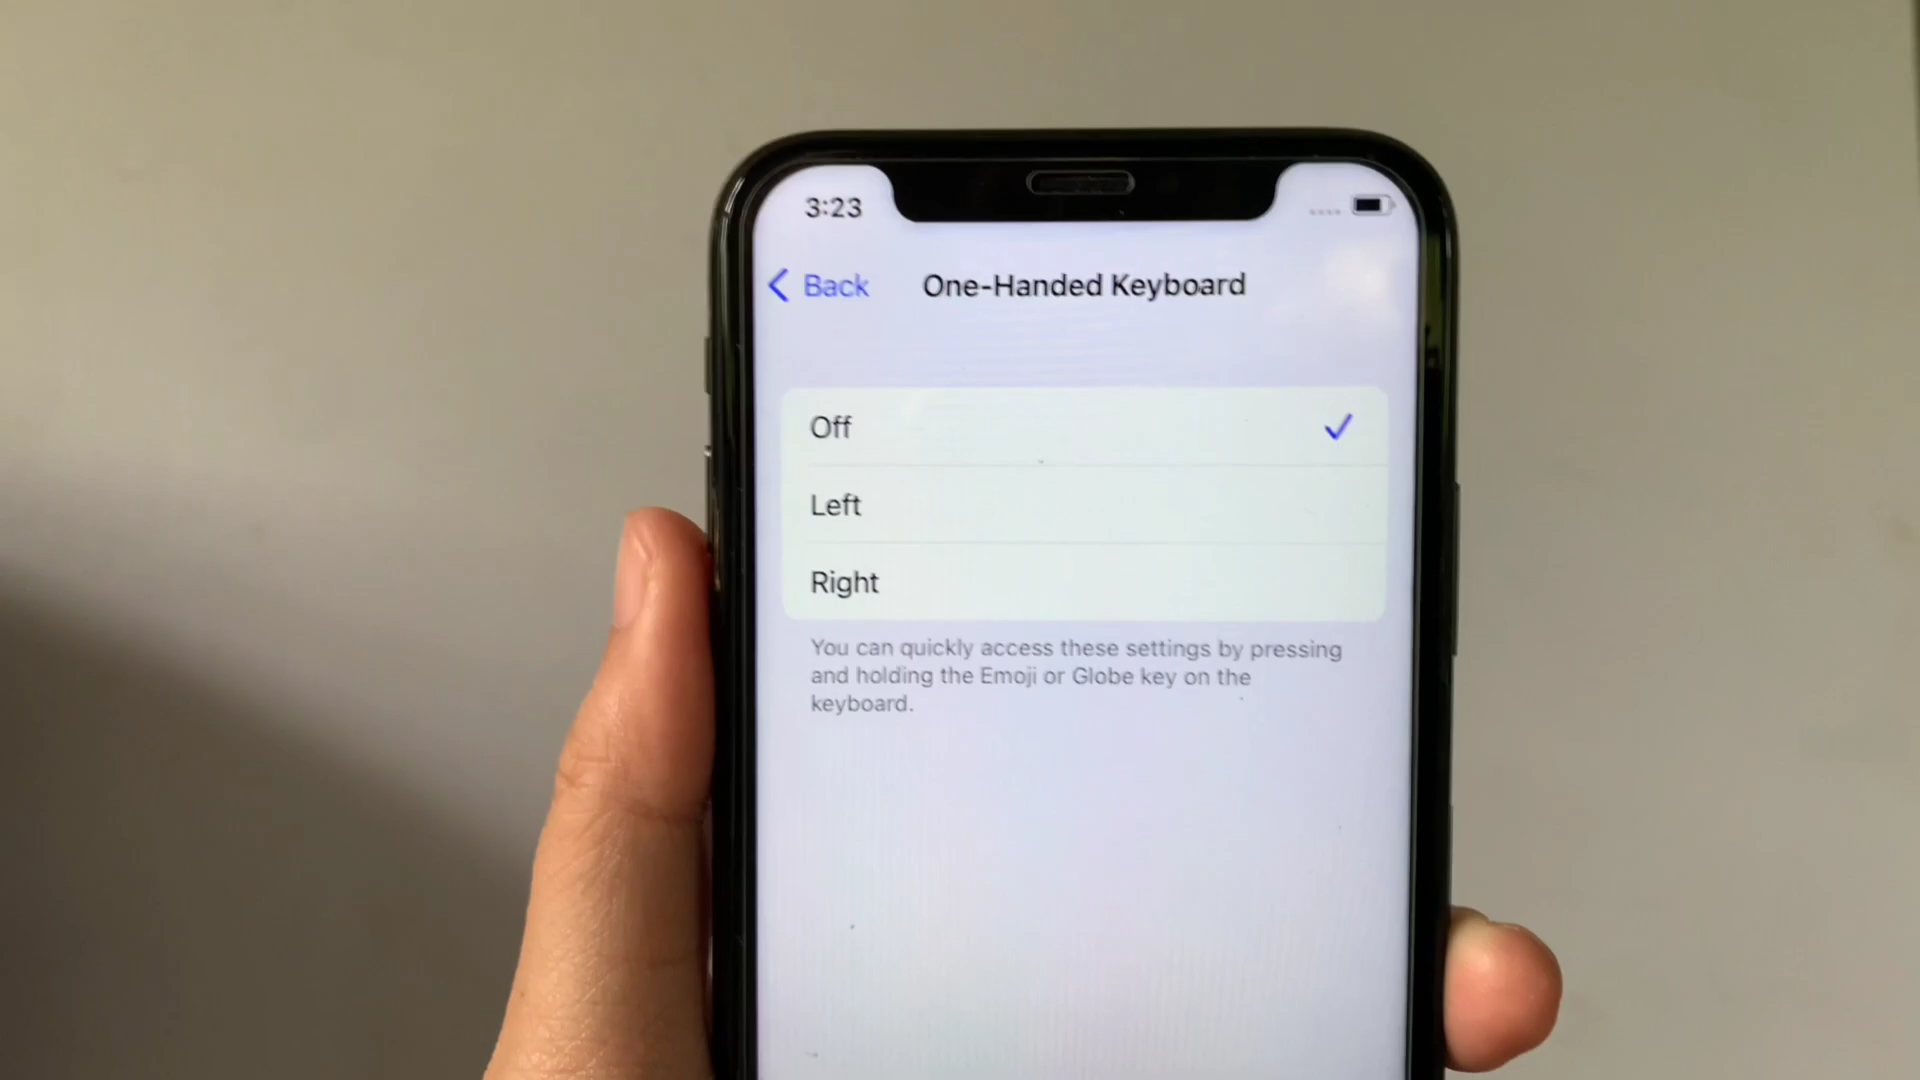 3:23
Back One-Handed Keyboard
Off
Left
Right
You can quickly access these settings by pressing
and holding the Emoji or Globe key on the
keyboard.